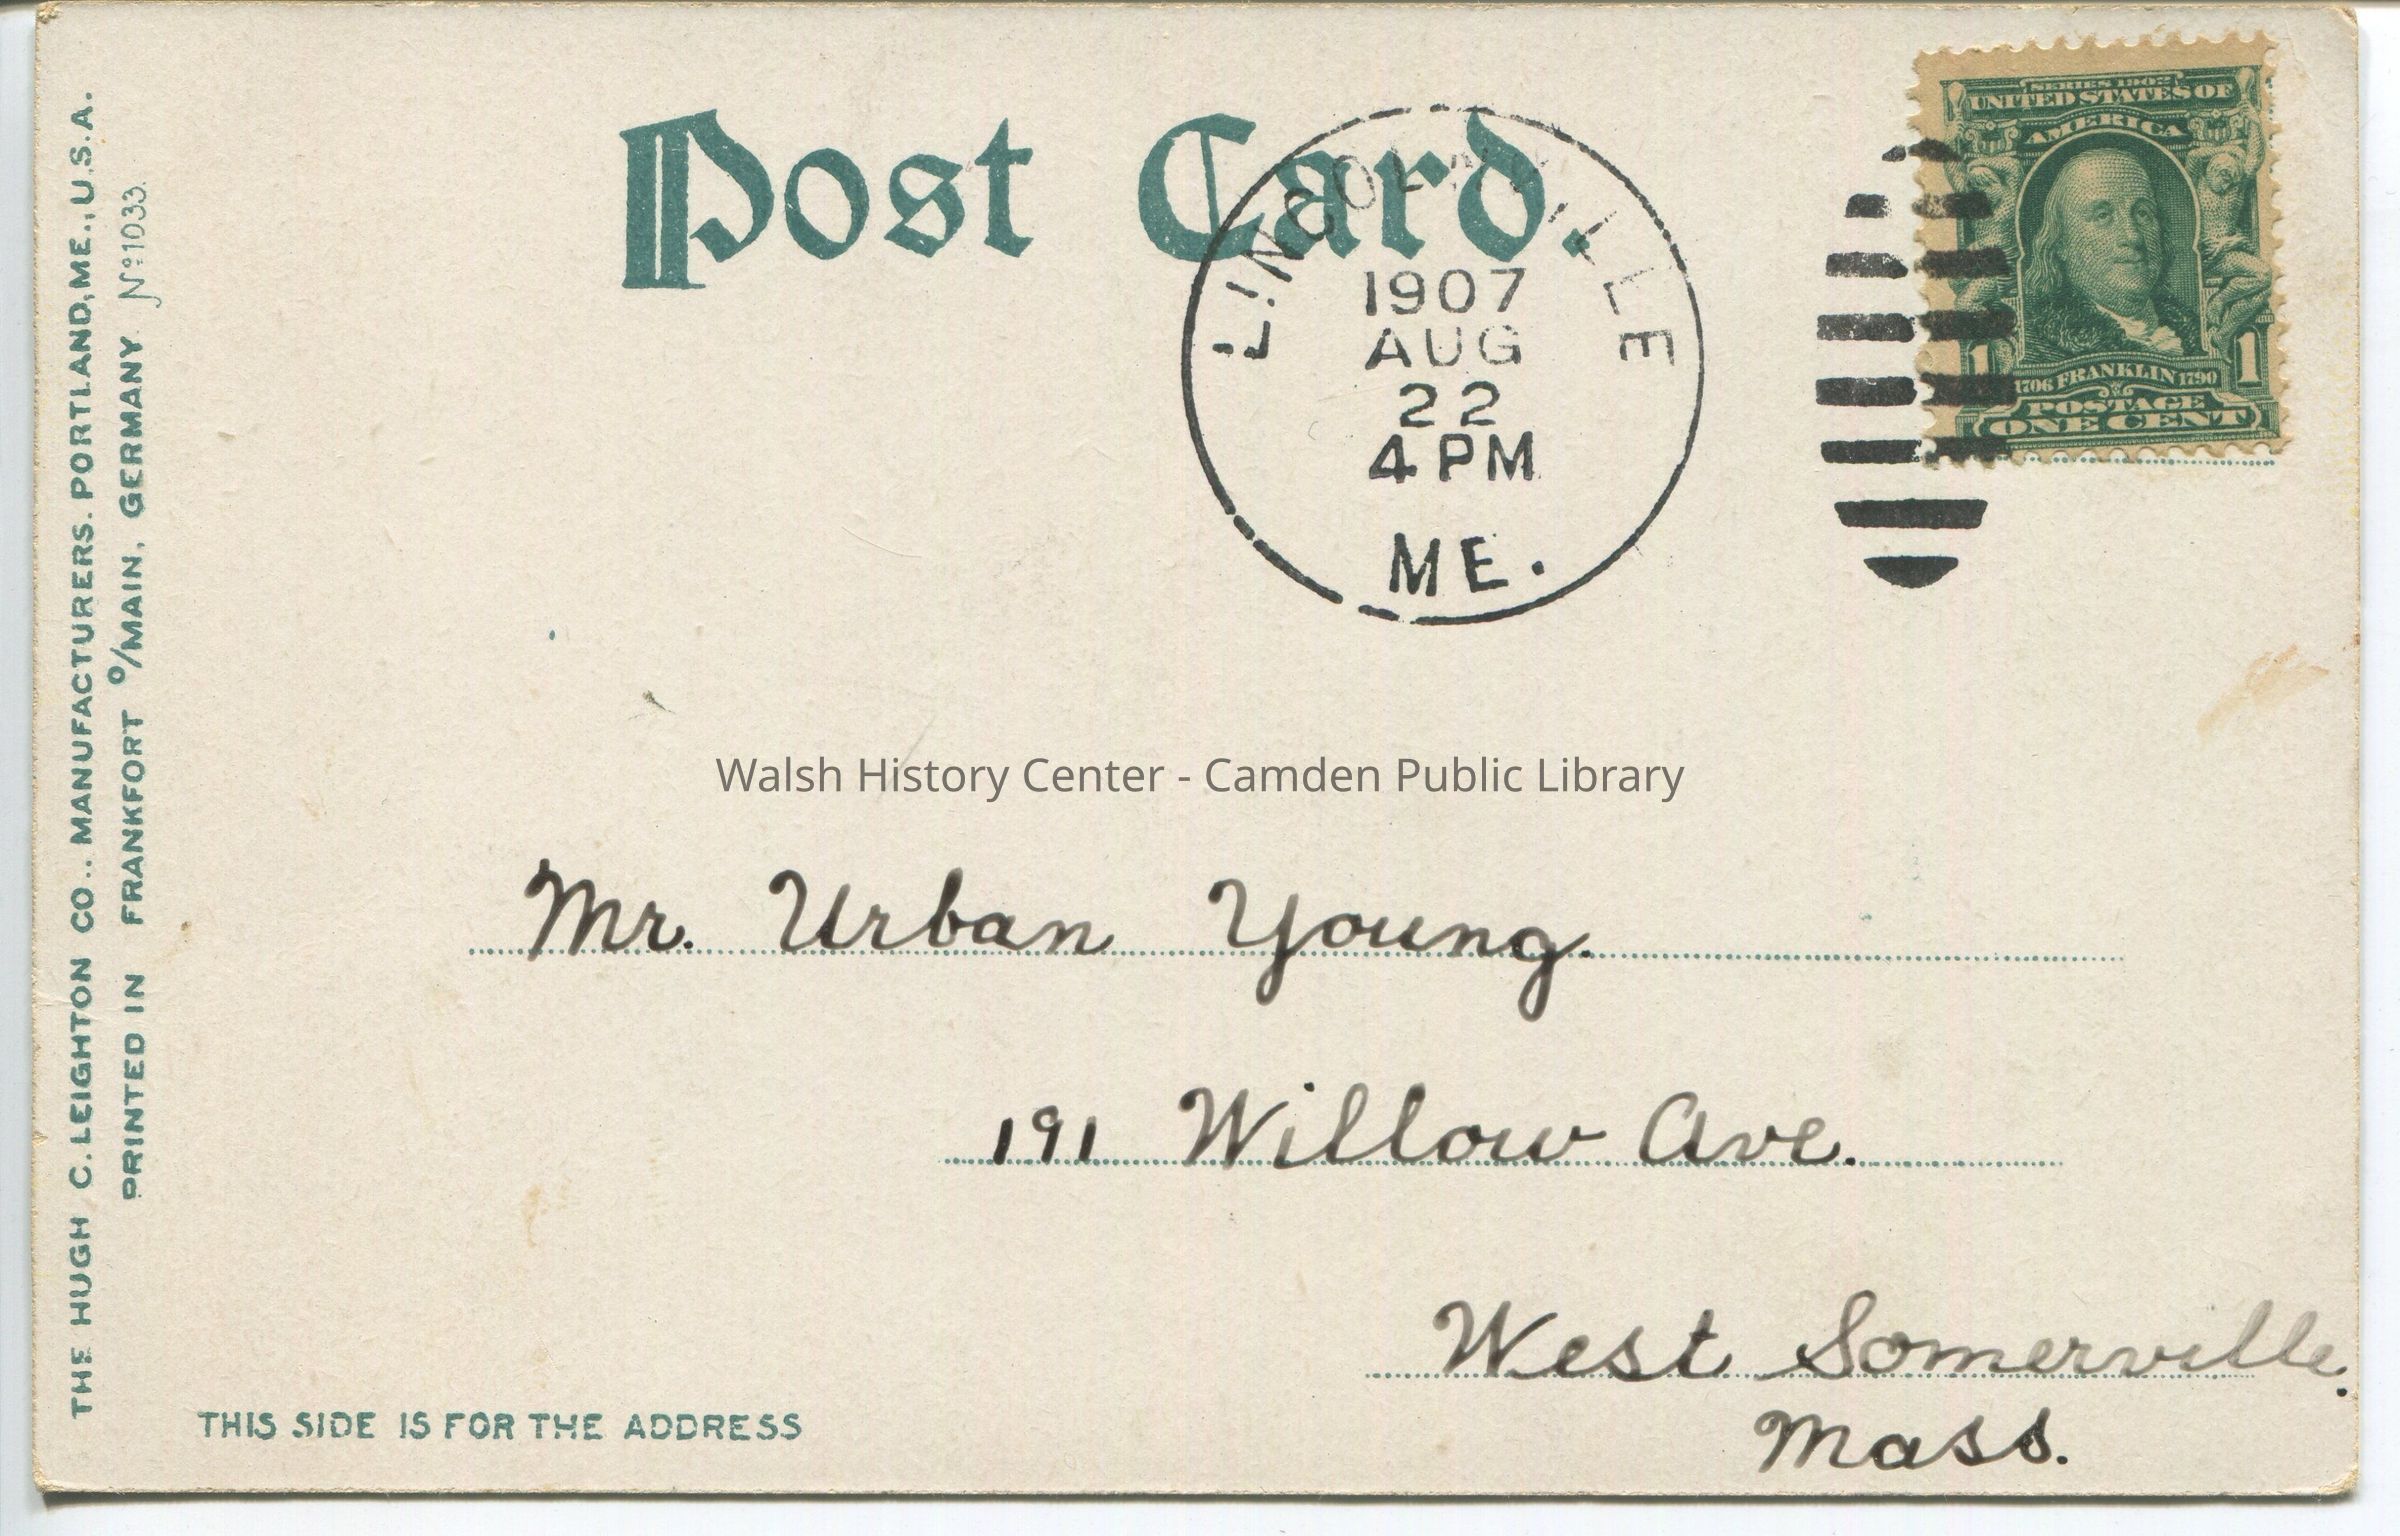 THE HUGH C. LEIGHTON CO.. MANUFACTURERS. PORTLAND, ME., U.S.A.
PRINTED IN FRANKFORT O/MAIN, GERMANY. Nº 1033.
Post Card.
LINCOLNVILLE
1907
AUG
22
4 PM
ME.
SERIES 1902
UNITED STATES OF
AMERICA
1 1
1706 FRANKLIN 1790
POSTAGE
ONE CENT
Walsh History Center - Camden Public Library
Mr. Urban Young.
191 Willow Ave.
West Somerville.
Mass.
THIS SIDE IS FOR THE ADDRESS